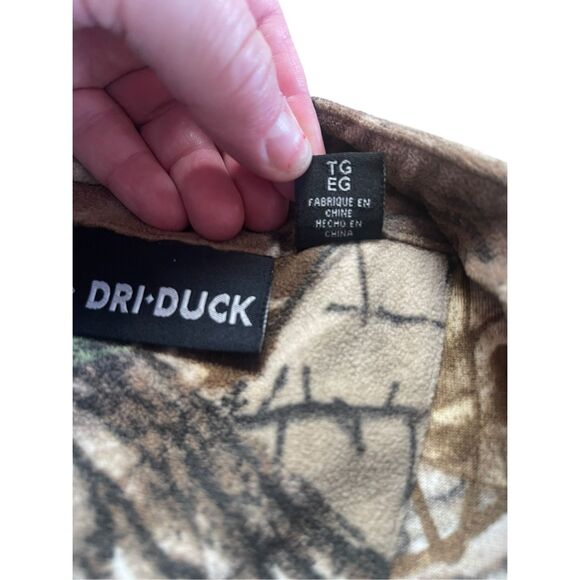 TG
EG
FABRIQUE EN
CHINE
HECHO EN
CHINA
DRI•DUCK